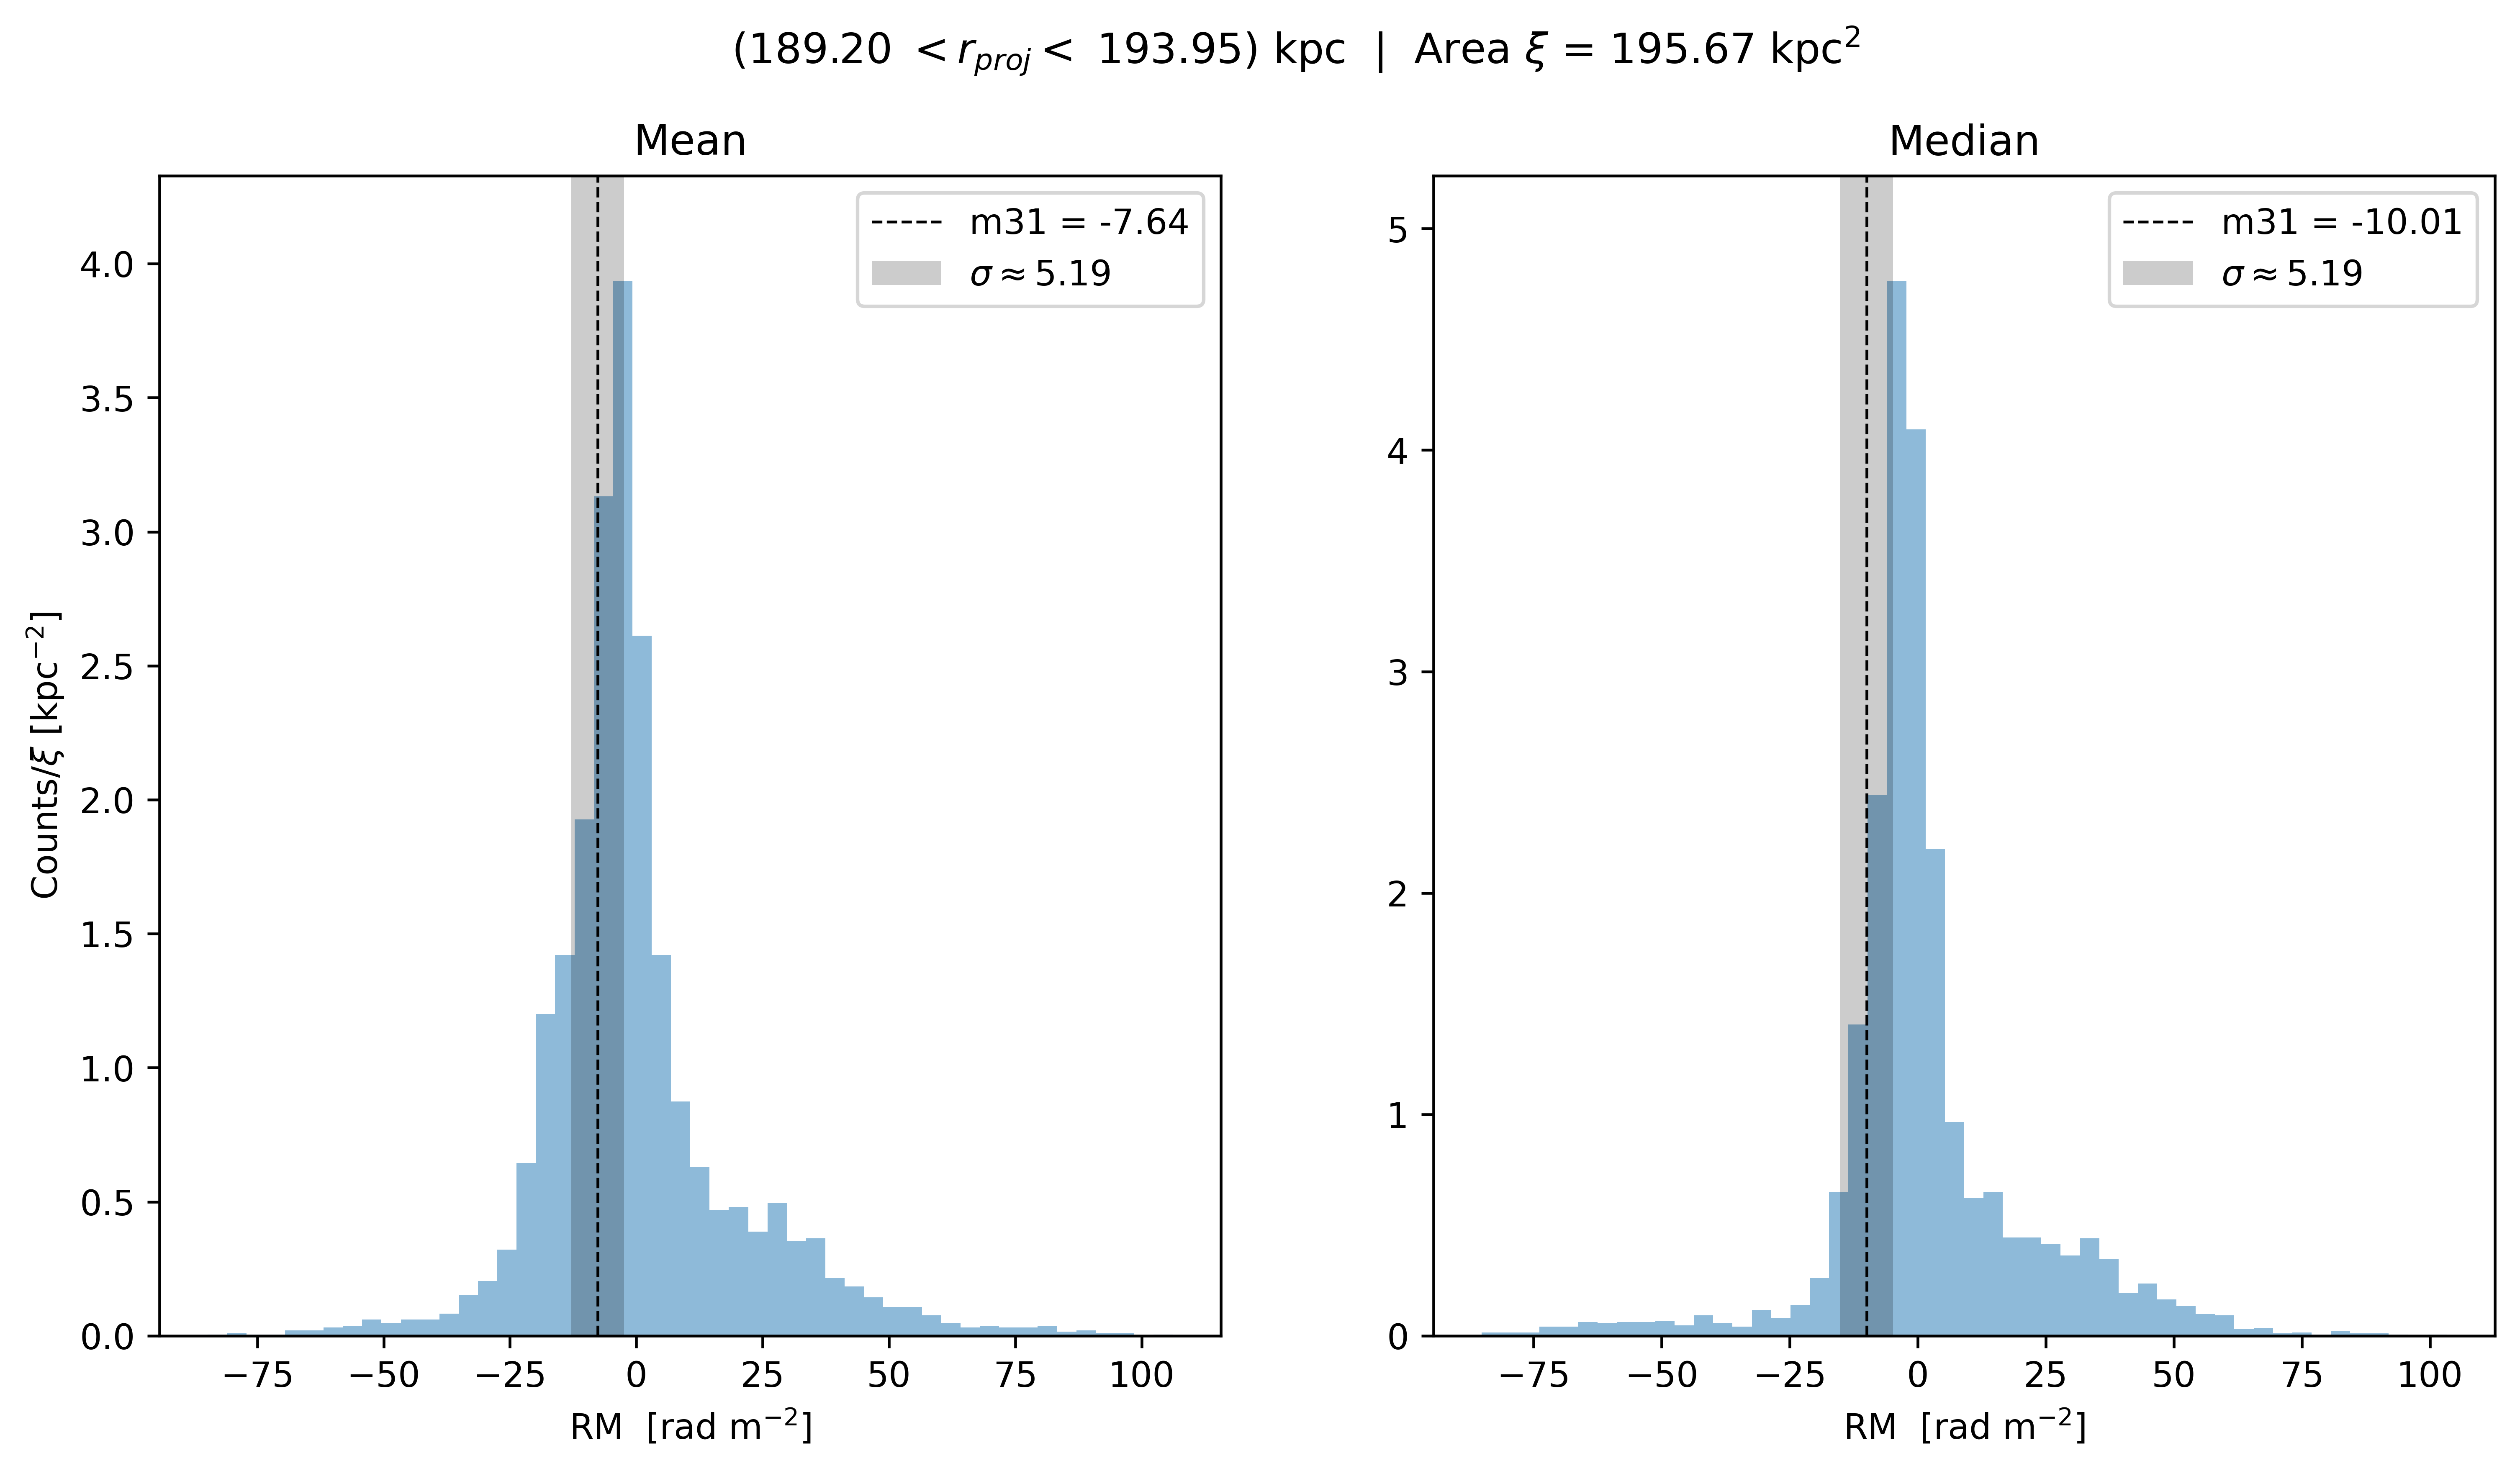 (189.20 < r_proj < 193.95) kpc | Area ξ = 195.67 kpc²
Mean
m31 = -7.64
σ ≈ 5.19
4.0
3.5
3.0
2.5
2.0
1.5
1.0
0.5
0.0
Counts/ξ [kpc⁻²]
−75 −50 −25 0 25 50 75 100
RM [rad m⁻²]
Median
m31 = -10.01
σ ≈ 5.19
5
4
3
2
1
0
−75 −50 −25 0 25 50 75 100
RM [rad m⁻²]